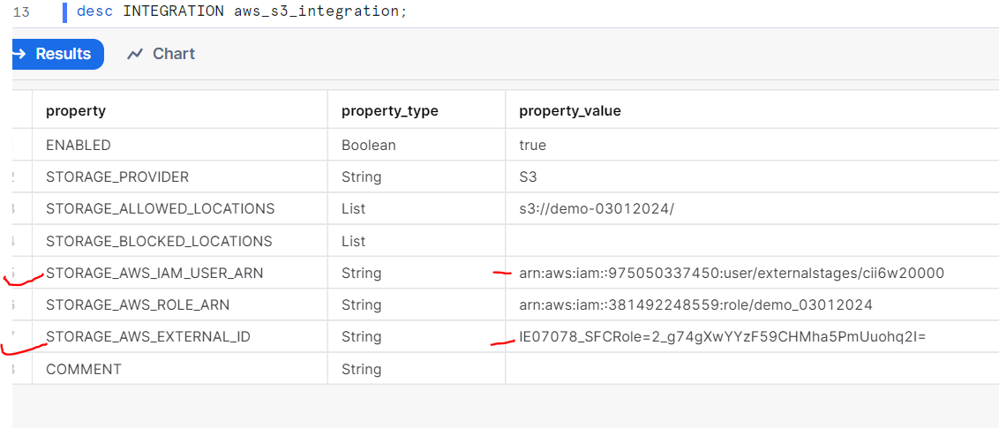 13 desc INTEGRATION aws_s3_integration;
Results Chart
property property_type property_value
ENABLED Boolean true
2 STORAGE_PROVIDER String S3
3 STORAGE_ALLOWED_LOCATIONS List s3://demo-03012024/
4 STORAGE_BLOCKED_LOCATIONS List
5 STORAGE_AWS_IAM_USER_ARN String arn:aws:iam::975050337450:user/externalstages/cii6w20000
6 STORAGE_AWS_ROLE_ARN String arn:aws:iam::381492248559:role/demo_03012024
7 STORAGE_AWS_EXTERNAL_ID String IE07078_SFCRole=2_g74gXwYYzF59CHMha5PmUuohq2I=
8 COMMENT String